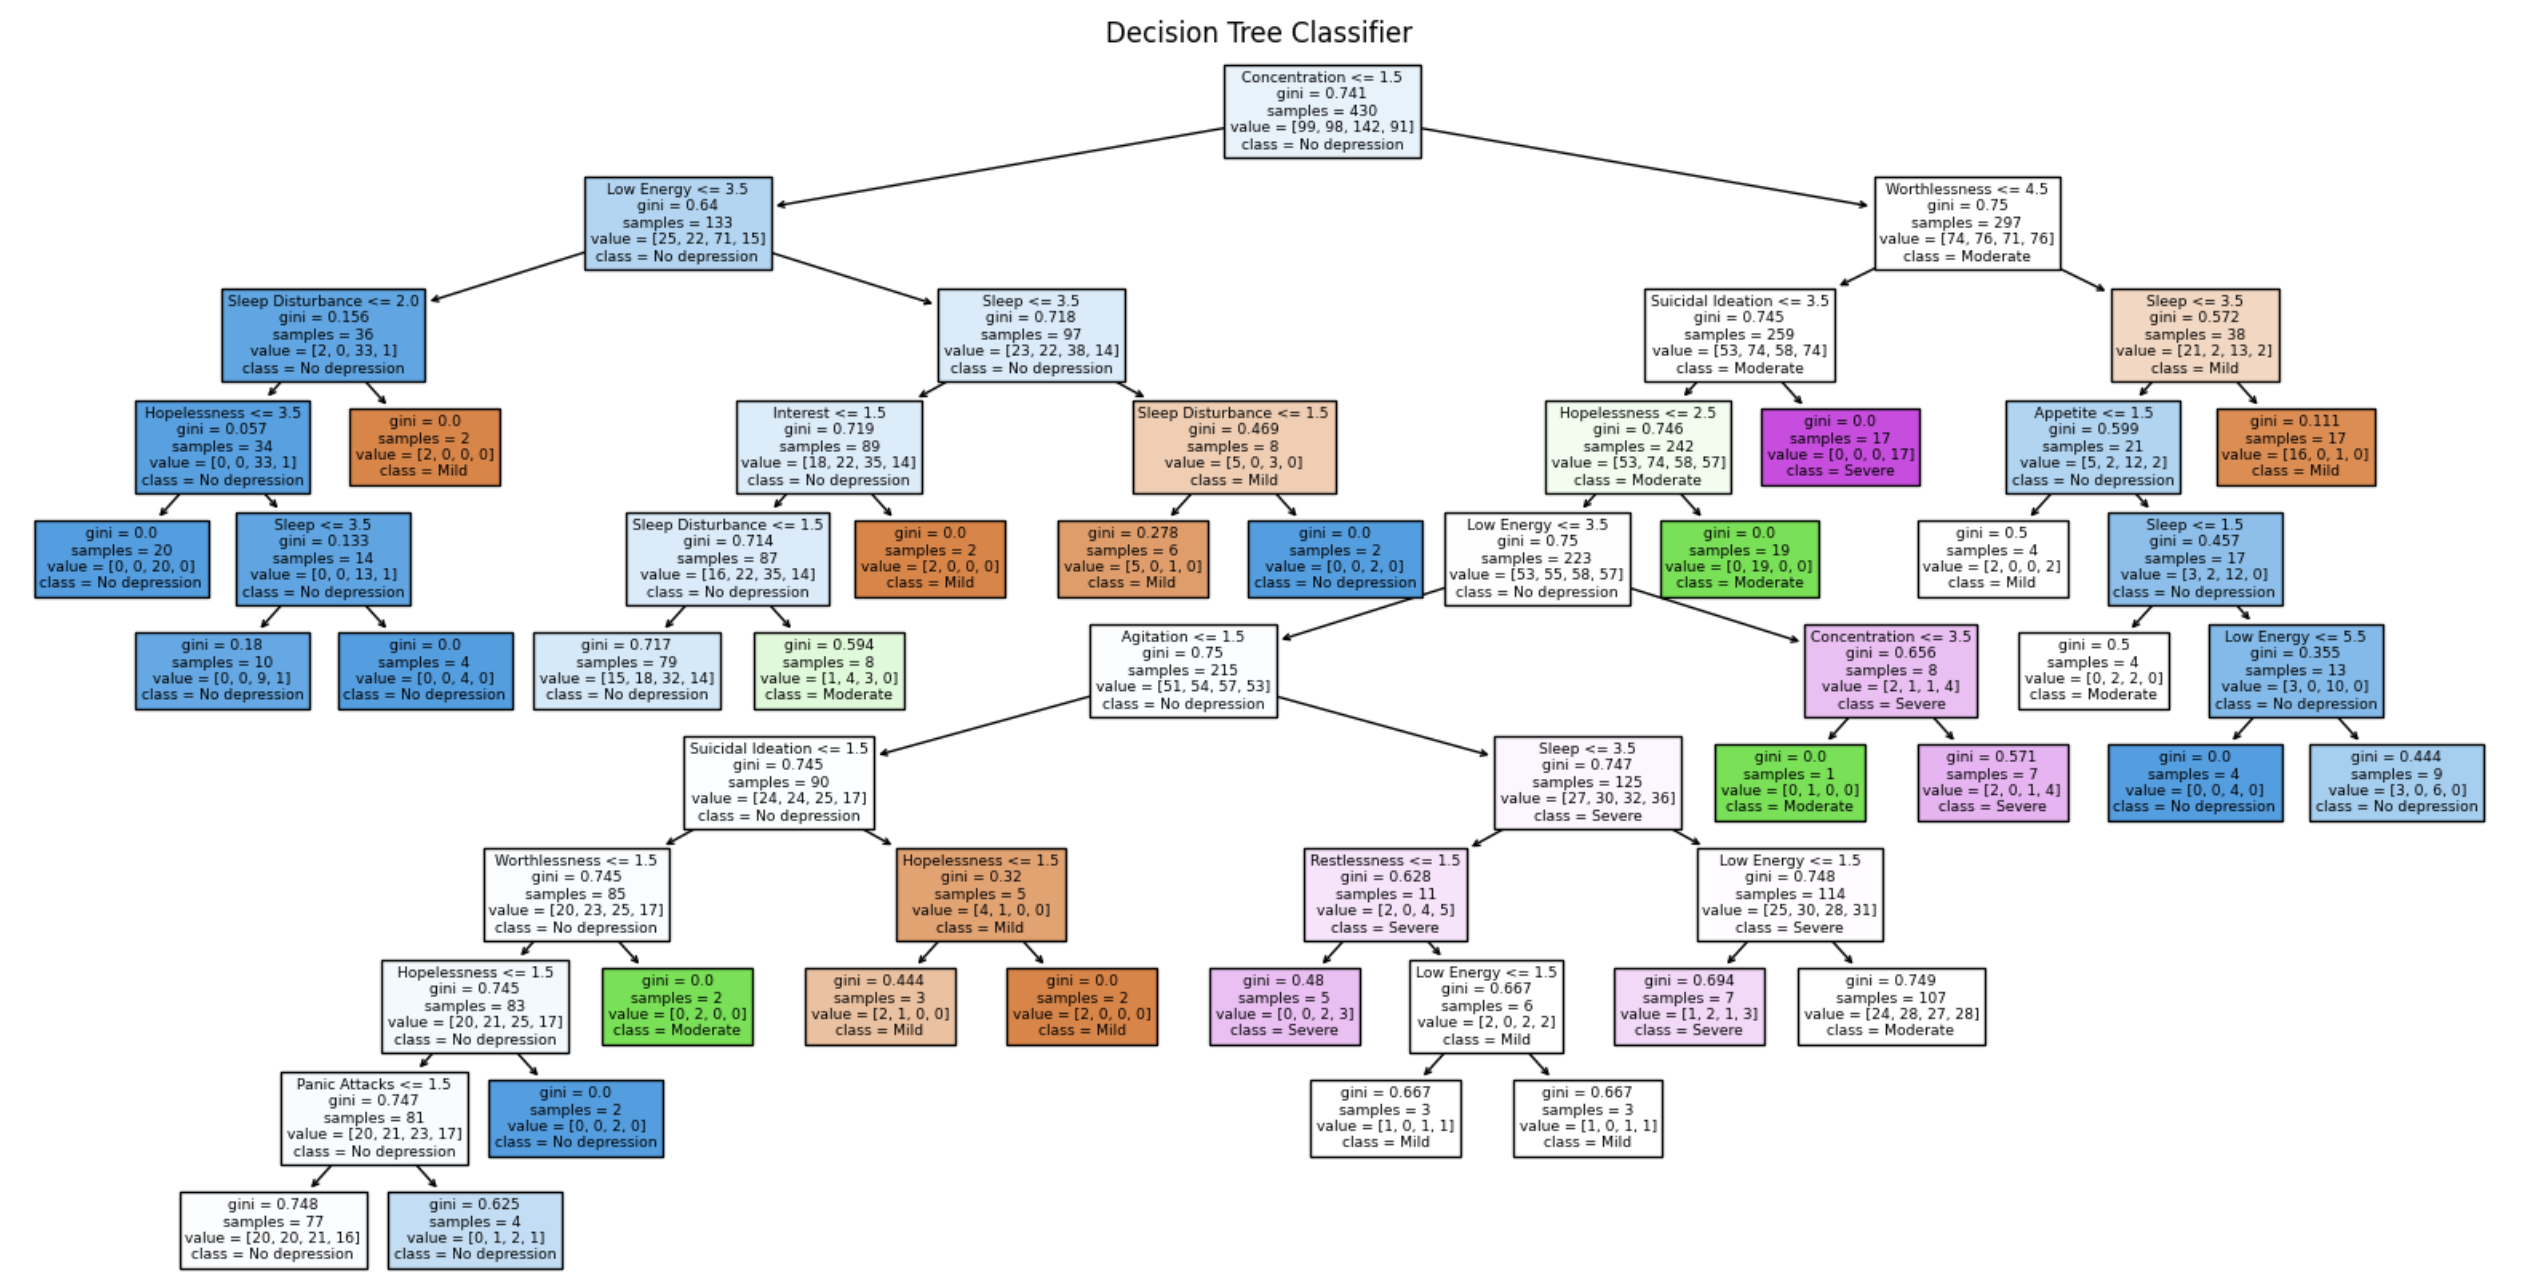 Decision Tree Classifier
Concentration <= 1.5
gini = 0.741
samples = 430
value = [99, 98, 142, 91]
class = No depression
Low Energy <= 3.5
gini = 0.64
samples = 133
value = [25, 22, 71, 15]
class = No depression
Worthlessness <= 4.5
gini = 0.75
samples = 297
value = [74, 76, 71, 76]
class = Moderate
Sleep Disturbance <= 2.0
gini = 0.156
samples = 36
value = [2, 0, 33, 1]
class = No depression
Sleep <= 3.5
gini = 0.718
samples = 97
value = [23, 22, 38, 14]
class = No depression
Suicidal Ideation <= 3.5
gini = 0.745
samples = 259
value = [53, 74, 58, 74]
class = Moderate
Sleep <= 3.5
gini = 0.572
samples = 38
value = [21, 2, 13, 2]
class = Mild
Hopelessness <= 3.5
gini = 0.057
samples = 34
value = [0, 0, 33, 1]
class = No depression
gini = 0.0
samples = 2
value = [2, 0, 0, 0]
class = Mild
Interest <= 1.5
gini = 0.719
samples = 89
value = [18, 22, 35, 14]
class = No depression
Sleep Disturbance <= 1.5
gini = 0.469
samples = 8
value = [5, 0, 3, 0]
class = Mild
Hopelessness <= 2.5
gini = 0.746
samples = 242
value = [53, 74, 58, 57]
class = Moderate
gini = 0.0
samples = 17
value = [0, 0, 0, 17]
class = Severe
Appetite <= 1.5
gini = 0.599
samples = 21
value = [5, 2, 12, 2]
class = No depression
gini = 0.111
samples = 17
value = [16, 0, 1, 0]
class = Mild
gini = 0.0
samples = 20
value = [0, 0, 20, 0]
class = No depression
Sleep <= 3.5
gini = 0.133
samples = 14
value = [0, 0, 13, 1]
class = No depression
Sleep Disturbance <= 1.5
gini = 0.714
samples = 87
value = [16, 22, 35, 14]
class = No depression
gini = 0.0
samples = 2
value = [2, 0, 0, 0]
class = Mild
gini = 0.278
samples = 6
value = [5, 0, 1, 0]
class = Mild
gini = 0.0
samples = 2
value = [0, 0, 2, 0]
class = No depression
Low Energy <= 3.5
gini = 0.75
samples = 223
value = [53, 55, 58, 57]
class = No depression
gini = 0.0
samples = 19
value = [0, 19, 0, 0]
class = Moderate
gini = 0.5
samples = 4
value = [2, 0, 0, 2]
class = Mild
Sleep <= 1.5
gini = 0.457
samples = 17
value = [3, 2, 12, 0]
class = No depression
gini = 0.18
samples = 10
value = [0, 0, 9, 1]
class = No depression
gini = 0.0
samples = 4
value = [0, 0, 4, 0]
class = No depression
gini = 0.717
samples = 79
value = [15, 18, 32, 14]
class = No depression
gini = 0.594
samples = 8
value = [1, 4, 3, 0]
class = Moderate
Agitation <= 1.5
gini = 0.75
samples = 215
value = [51, 54, 57, 53]
class = No depression
Concentration <= 3.5
gini = 0.656
samples = 8
value = [2, 1, 1, 4]
class = Severe
gini = 0.5
samples = 4
value = [0, 2, 2, 0]
class = Moderate
Low Energy <= 5.5
gini = 0.355
samples = 13
value = [3, 0, 10, 0]
class = No depression
Suicidal Ideation <= 1.5
gini = 0.745
samples = 90
value = [24, 24, 25, 17]
class = No depression
Sleep <= 3.5
gini = 0.747
samples = 125
value = [27, 30, 32, 36]
class = Severe
gini = 0.0
samples = 1
value = [0, 1, 0, 0]
class = Moderate
gini = 0.571
samples = 7
value = [2, 0, 1, 4]
class = Severe
gini = 0.0
samples = 4
value = [0, 0, 4, 0]
class = No depression
gini = 0.444
samples = 9
value = [3, 0, 6, 0]
class = No depression
Worthlessness <= 1.5
gini = 0.745
samples = 85
value = [20, 23, 25, 17]
class = No depression
Hopelessness <= 1.5
gini = 0.32
samples = 5
value = [4, 1, 0, 0]
class = Mild
Restlessness <= 1.5
gini = 0.628
samples = 11
value = [2, 0, 4, 5]
class = Severe
Low Energy <= 1.5
gini = 0.748
samples = 114
value = [25, 30, 28, 31]
class = Severe
Hopelessness <= 1.5
gini = 0.745
samples = 83
value = [20, 21, 25, 17]
class = No depression
gini = 0.0
samples = 2
value = [0, 2, 0, 0]
class = Moderate
gini = 0.444
samples = 3
value = [2, 1, 0, 0]
class = Mild
gini = 0.0
samples = 2
value = [2, 0, 0, 0]
class = Mild
gini = 0.48
samples = 5
value = [0, 0, 2, 3]
class = Severe
Low Energy <= 1.5
gini = 0.667
samples = 6
value = [2, 0, 2, 2]
class = Mild
gini = 0.694
samples = 7
value = [1, 2, 1, 3]
class = Severe
gini = 0.749
samples = 107
value = [24, 28, 27, 28]
class = Moderate
Panic Attacks <= 1.5
gini = 0.747
samples = 81
value = [20, 21, 23, 17]
class = No depression
gini = 0.0
samples = 2
value = [0, 0, 2, 0]
class = No depression
gini = 0.667
samples = 3
value = [1, 0, 1, 1]
class = Mild
gini = 0.667
samples = 3
value = [1, 0, 1, 1]
class = Mild
gini = 0.748
samples = 77
value = [20, 20, 21, 16]
class = No depression
gini = 0.625
samples = 4
value = [0, 1, 2, 1]
class = No depression